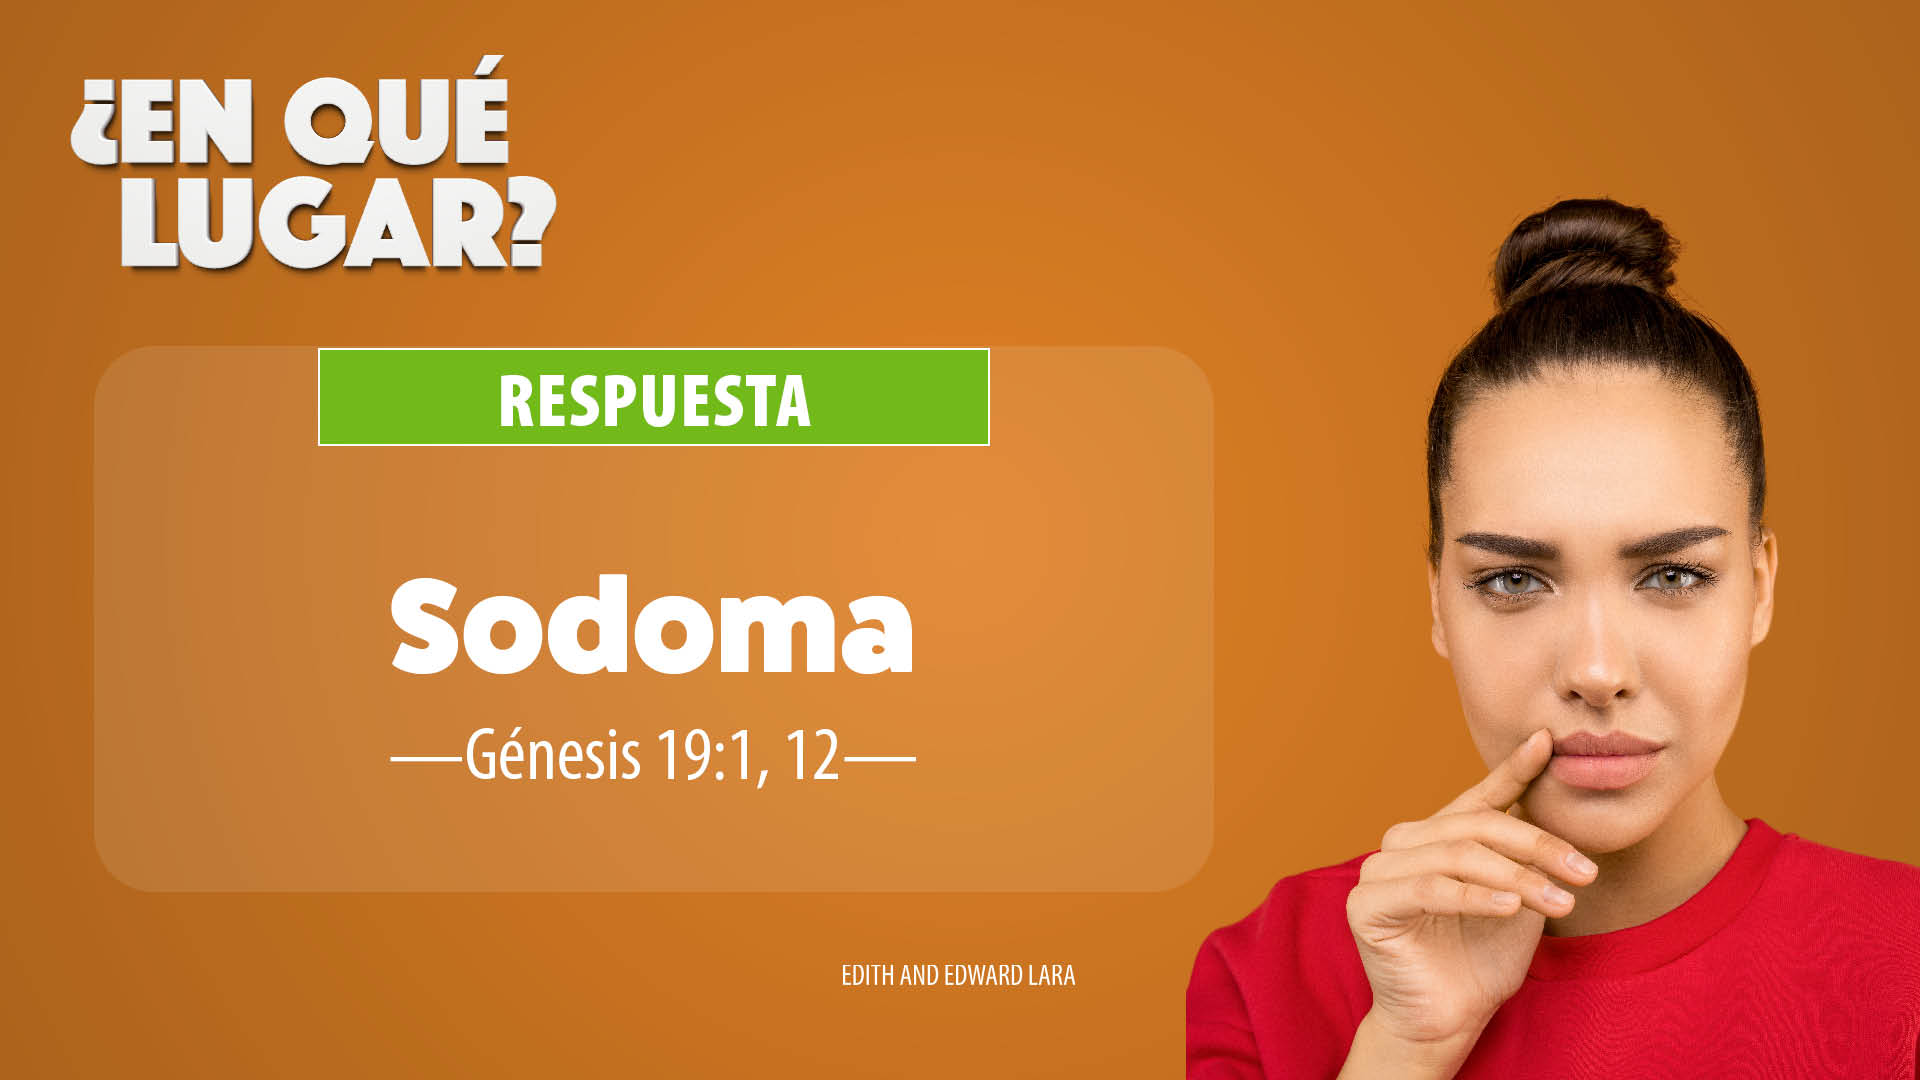 ¿EN QUÉ
LUGAR?
RESPUESTA
Sodoma
—Génesis 19:1, 12—
EDITH AND EDWARD LARA